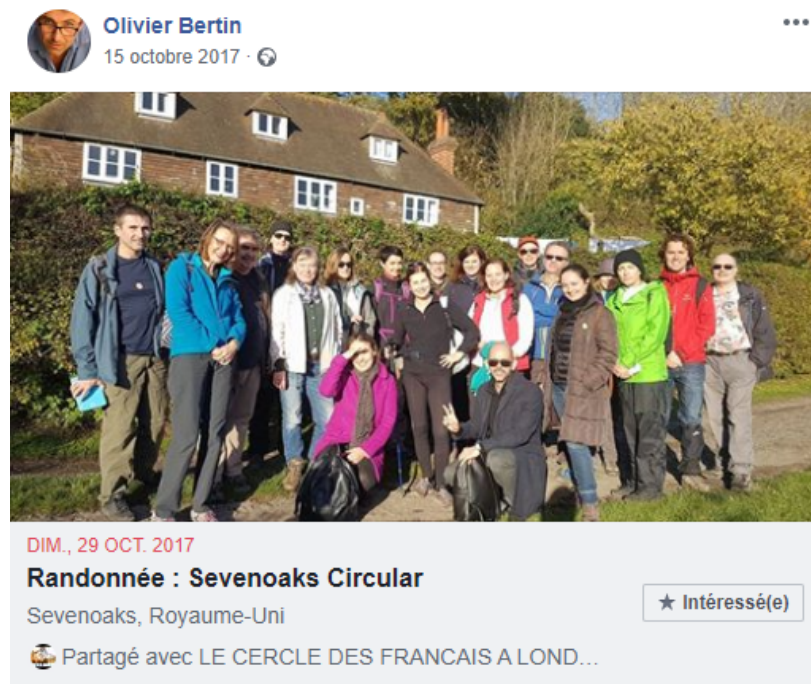 Olivier Bertin
15 octobre 2017 ·
DIM., 29 OCT. 2017
Randonnée : Sevenoaks Circular
Sevenoaks, Royaume-Uni
★ Intéressé(e)
Partagé avec LE CERCLE DES FRANCAIS A LOND...